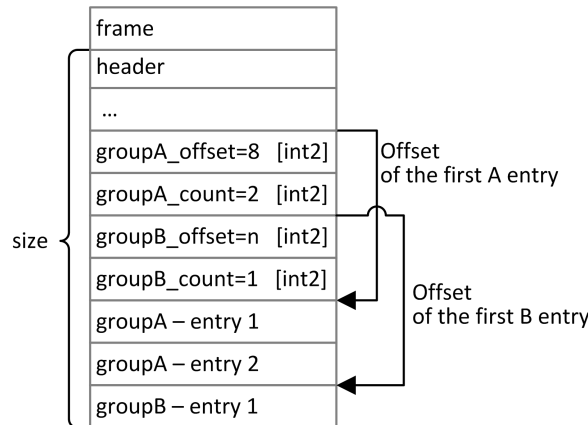 frame
header
...
groupA_offset=8 [int2]
groupA_count=2 [int2]
groupB_offset=n [int2]
groupB_count=1 [int2]
groupA – entry 1
groupA – entry 2
groupB – entry 1
size
Offset
of the first A entry
Offset
of the first B entry